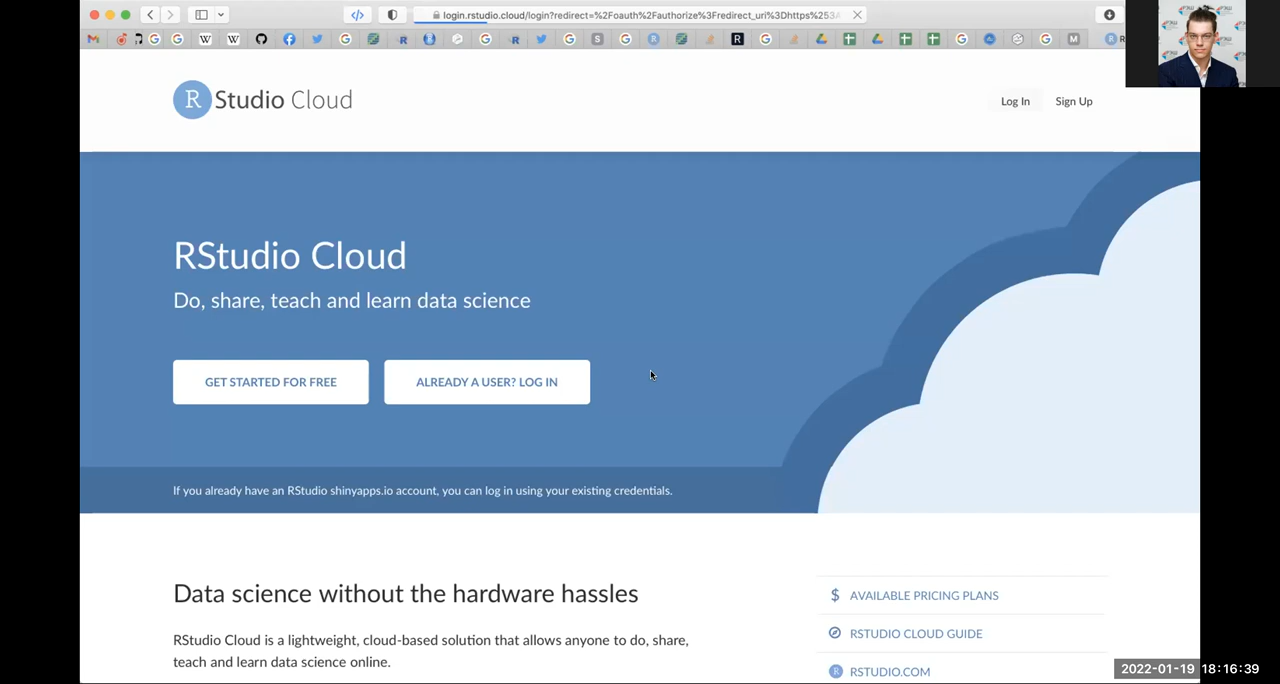 login.rstudio.cloud/login?redirect=%2Foauth%2Fauthorize%3Fredirect_uri%3Dhttps%253A
R Studio Cloud
Log In
Sign Up
RStudio Cloud
Do, share, teach and learn data science
GET STARTED FOR FREE
ALREADY A USER? LOG IN
If you already have an RStudio shinyapps.io account, you can log in using your existing credentials.
Data science without the hardware hassles
RStudio Cloud is a lightweight, cloud-based solution that allows anyone to do, share,
teach and learn data science online.
$ AVAILABLE PRICING PLANS
RSTUDIO CLOUD GUIDE
R RSTUDIO.COM
2022-01-19 18:16:39